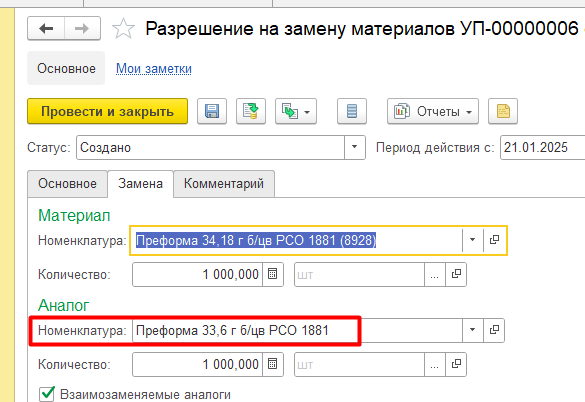 Разрешение на замену материалов УП-00000006
Основное Мои заметки
Провести и закрыть Отчеты
Статус: Создано Период действия с: 21.01.2025
Основное Замена Комментарий
Материал
Номенклатура: Преформа 34,18 г б/цв РСО 1881 (8928)
Количество: 1 000,000 шт ...
Аналог
Номенклатура: Преформа 33,6 г б/цв РСО 1881
Количество: 1 000,000 ...
Взаимозаменяемые аналоги